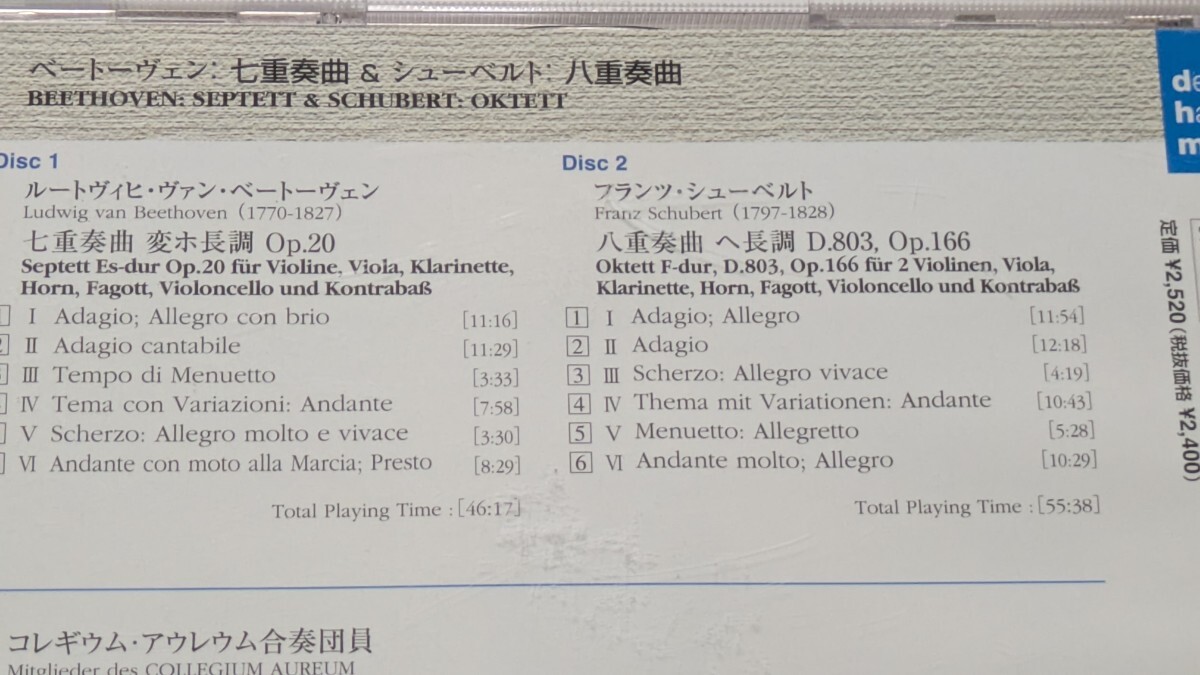 ベートーヴェン: 七重奏曲 & シューベルト: 八重奏曲
BEETHOVEN: SEPTETT & SCHUBERT: OKTETT
Disc 1
ルートヴィヒ・ヴァン・ベートーヴェン
Ludwig van Beethoven (1770-1827)
七重奏曲 変ホ長調 Op.20
Septett Es-dur Op.20 für Violine, Viola, Klarinette,
Horn, Fagott, Violoncello und Kontrabaß
I Adagio; Allegro con brio [11:16]
II Adagio cantabile [11:29]
III Tempo di Menuetto [3:33]
IV Tema con Variazioni: Andante [7:58]
V Scherzo: Allegro molto e vivace [3:30]
VI Andante con moto alla Marcia; Presto [8:29]
Total Playing Time : [46:17]
Disc 2
フランツ・シューベルト
Franz Schubert (1797-1828)
八重奏曲 ヘ長調 D.803, Op.166
Oktett F-dur, D.803, Op.166 für 2 Violinen, Viola,
Klarinette, Horn, Fagott, Violoncello und Kontrabaß
1 I Adagio; Allegro [11:54]
2 II Adagio [12:18]
3 III Scherzo: Allegro vivace [4:19]
4 IV Thema mit Variationen: Andante [10:43]
5 V Menuetto: Allegretto [5:28]
6 VI Andante molto; Allegro [10:29]
Total Playing Time : [55:38]
コレギウム・アウレウム合奏団員
Mitglieder des COLLEGIUM AUREUM
de
ha
m
定価 ¥2,520 (税抜価格 ¥2,400)